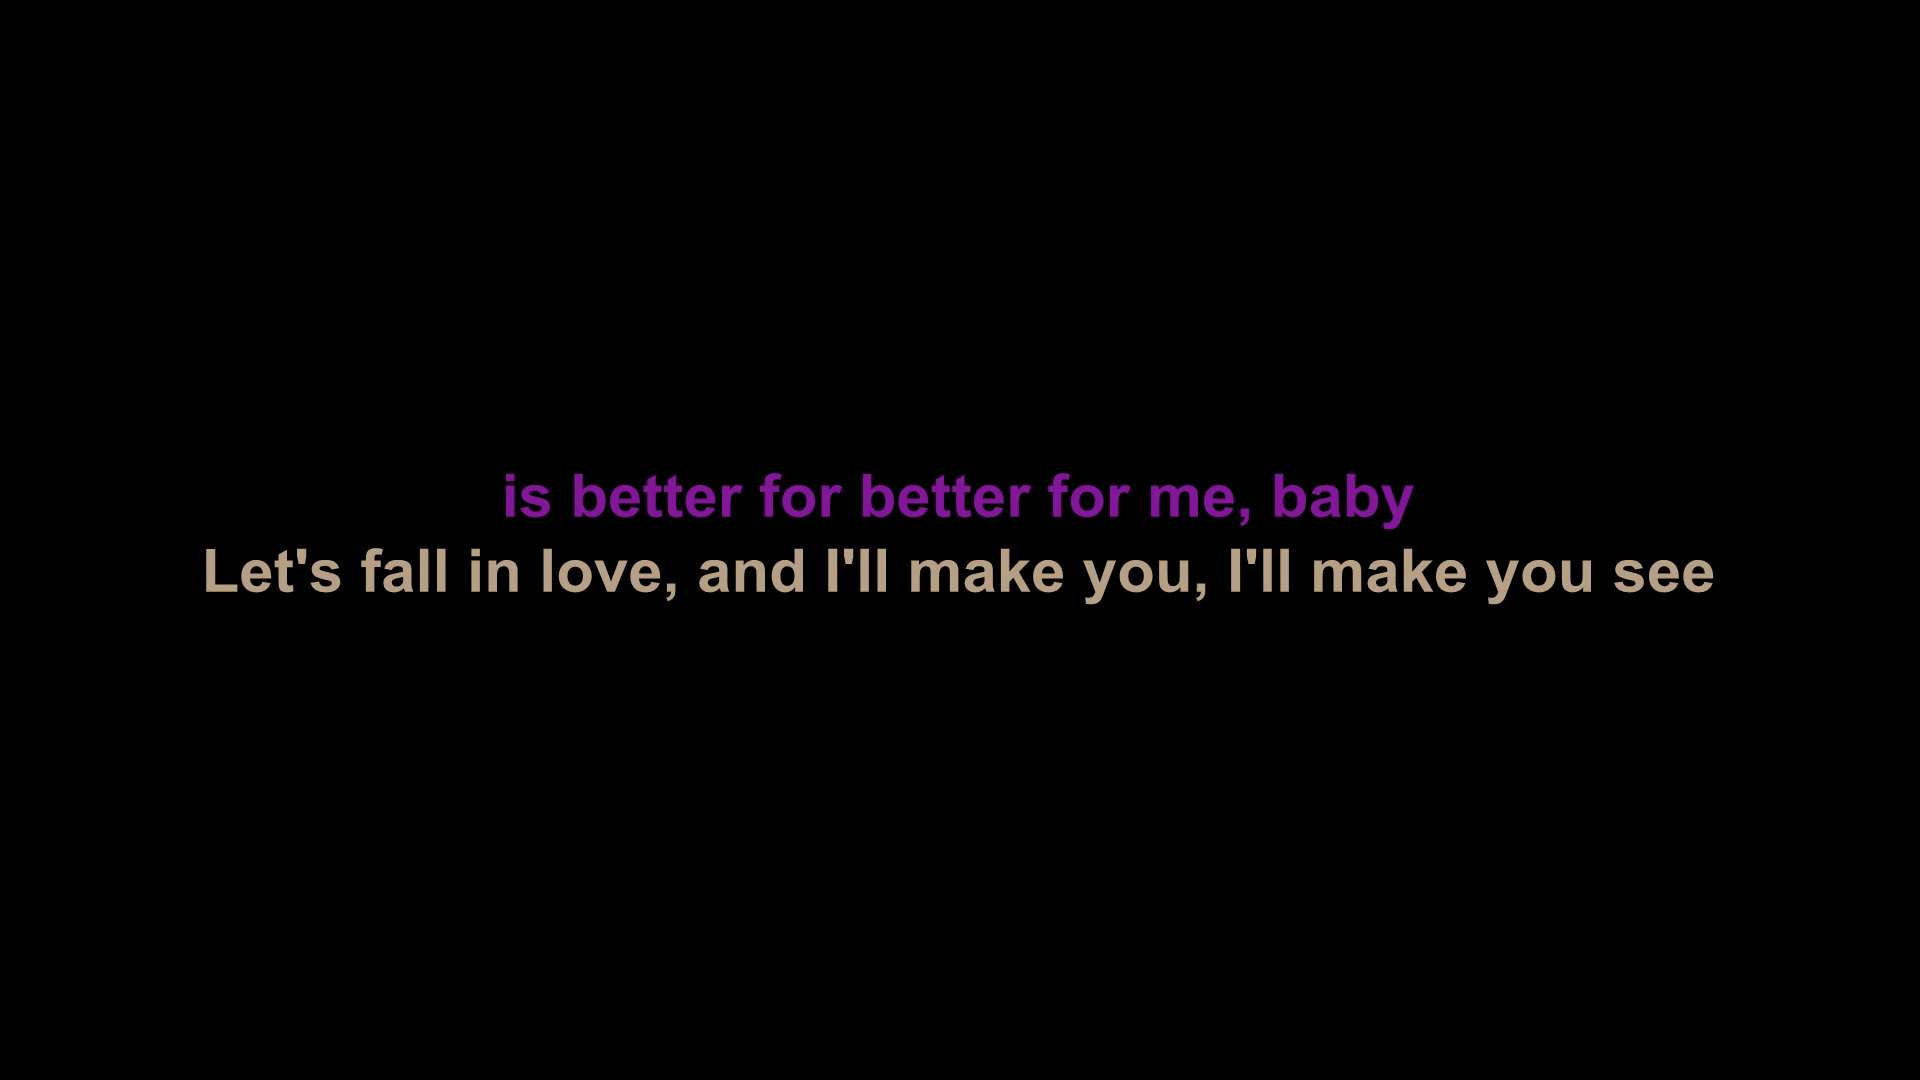 is better for better for me, baby
Let's fall in love, and I'll make you, I'll make you see